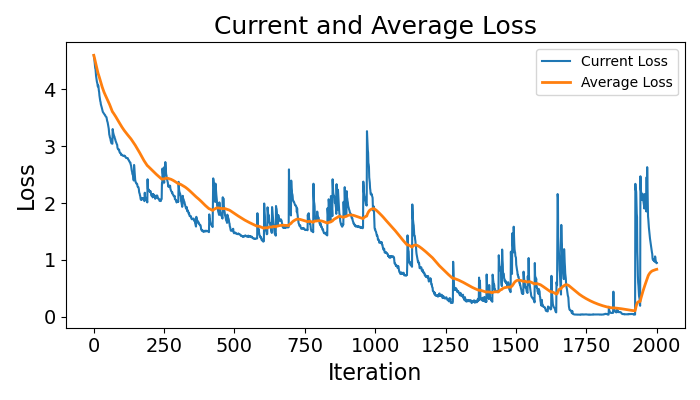 Current and Average Loss
Current Loss
Average Loss
Loss
4
3
2
1
0
0 250 500 750 1000 1250 1500 1750 2000
Iteration